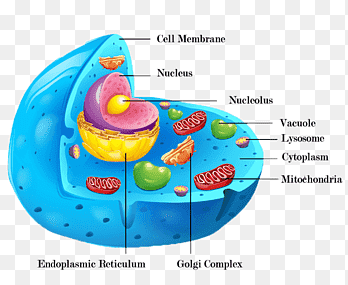 Cell Membrane
Nucleus
Nucleolus
Vacuole
Lysosome
Cytoplasm
Mitochondria
Endoplasmic Reticulum
Golgi Complex